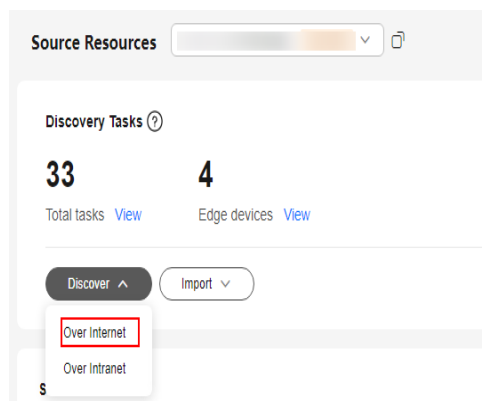 Source Resources
Discovery Tasks ?
33 4
Total tasks View Edge devices View
Discover Import
Over Internet
Over Intranet
S